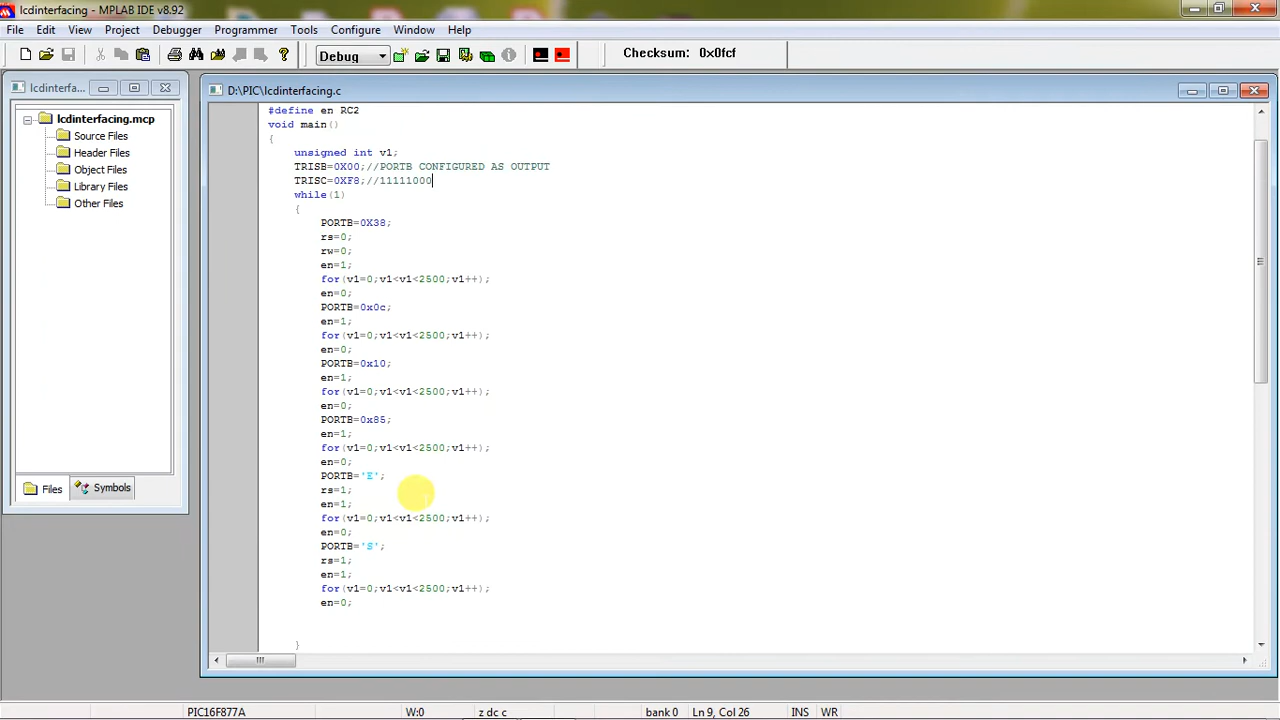 lcdinterfacing - MPLAB IDE v8.92
File Edit View Project Debugger Programmer Tools Configure Window Help
Debug
Checksum: 0x0fcf
lcdinterfa...
lcdinterfacing.mcp
Source Files
Header Files
Object Files
Library Files
Other Files
Files Symbols
D:\PIC\lcdinterfacing.c
#define en RC2
void main()
{
unsigned int v1;
TRISB=0X00;//PORTB CONFIGURED AS OUTPUT
TRISC=0XF8;//11111000
while(1)
{
PORTB=0X38;
rs=0;
rw=0;
en=1;
for(v1=0;v1<v1<2500;v1++);
en=0;
PORTB=0x0c;
en=1;
for(v1=0;v1<v1<2500;v1++);
en=0;
PORTB=0x10;
en=1;
for(v1=0;v1<v1<2500;v1++);
en=0;
PORTB=0x85;
en=1;
for(v1=0;v1<v1<2500;v1++);
en=0;
PORTB='E';
rs=1;
en=1;
for(v1=0;v1<v1<2500;v1++);
en=0;
PORTB='S';
rs=1;
en=1;
for(v1=0;v1<v1<2500;v1++);
en=0;
}
PIC16F877A W:0 z dc c bank 0 Ln 9, Col 26 INS WR